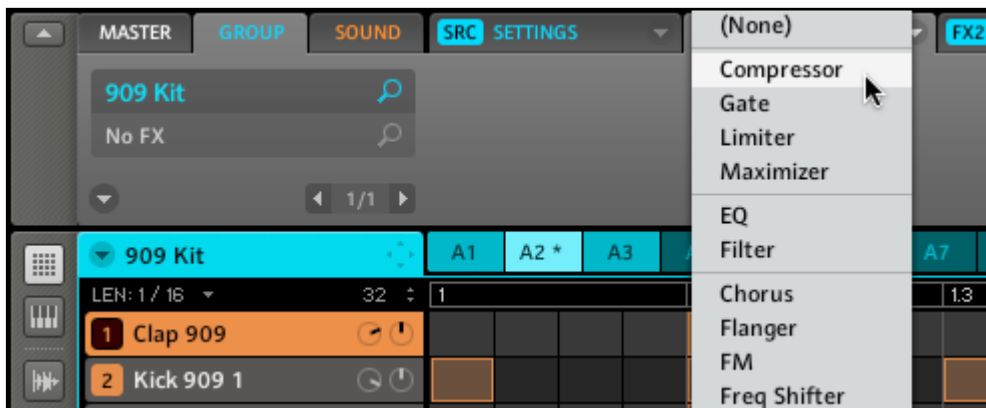 MASTER GROUP SOUND SRC SETTINGS FX2
909 Kit
No FX
1/1
(None)
Compressor
Gate
Limiter
Maximizer
EQ
Filter
Chorus
Flanger
FM
Freq Shifter
909 Kit A1 A2 * A3 A7
LEN: 1 / 16 32 1 1.3
1 Clap 909
2 Kick 909 1